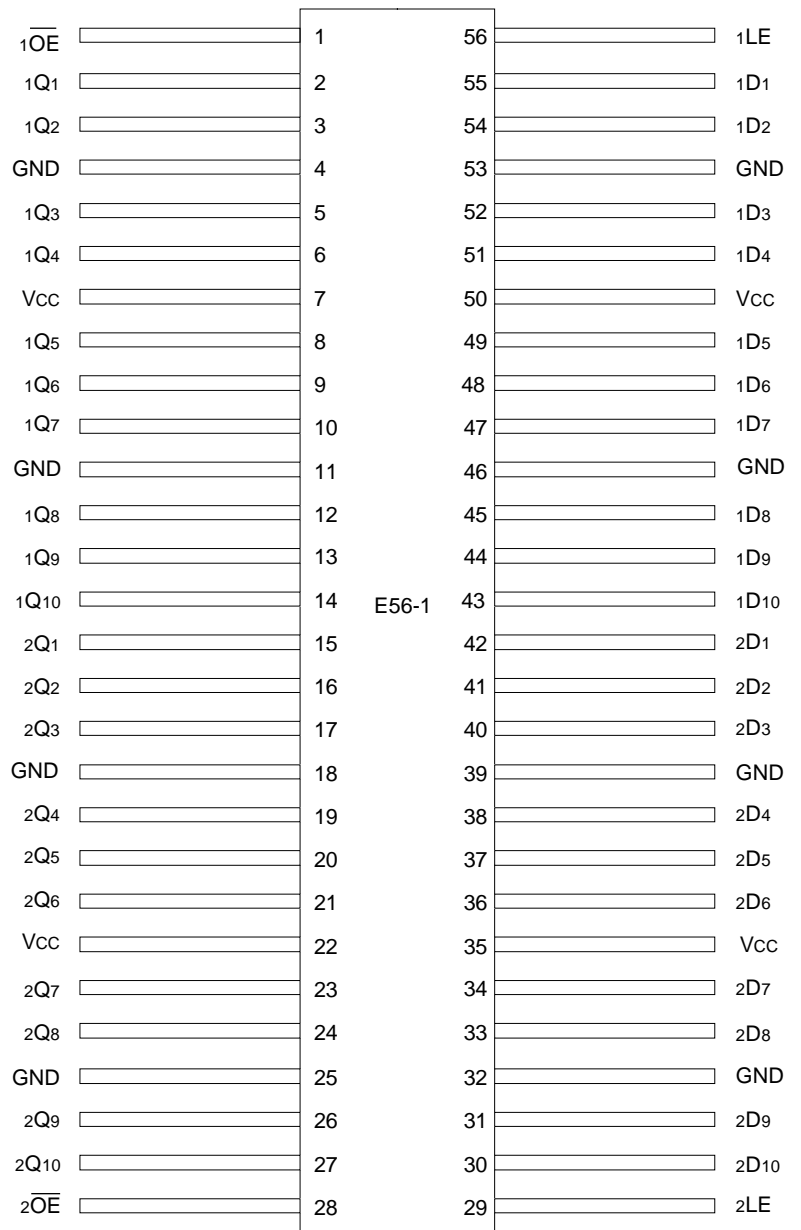 1OE 1 56 1LE
1Q1 2 55 1D1
1Q2 3 54 1D2
GND 4 53 GND
1Q3 5 52 1D3
1Q4 6 51 1D4
VCC 7 50 VCC
1Q5 8 49 1D5
1Q6 9 48 1D6
1Q7 10 47 1D7
GND 11 46 GND
1Q8 12 45 1D8
1Q9 13 44 1D9
1Q10 14 E56-1 43 1D10
2Q1 15 42 2D1
2Q2 16 41 2D2
2Q3 17 40 2D3
GND 18 39 GND
2Q4 19 38 2D4
2Q5 20 37 2D5
2Q6 21 36 2D6
VCC 22 35 VCC
2Q7 23 34 2D7
2Q8 24 33 2D8
GND 25 32 GND
2Q9 26 31 2D9
2Q10 27 30 2D10
2OE 28 29 2LE